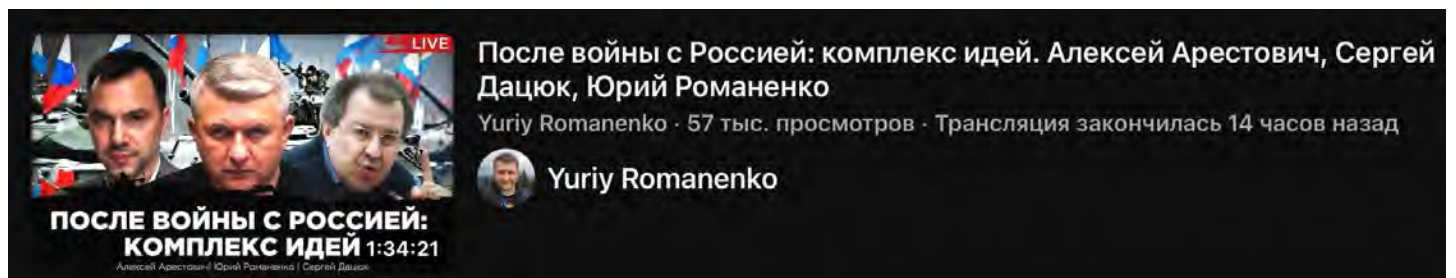 LIVE
ПОСЛЕ ВОЙНЫ С РОССИЕЙ:
КОМПЛЕКС ИДЕЙ 1:34:21
Алексей Арестович | Юрий Романенко | Сергей Дацюк
После войны с Россией: комплекс идей. Алексей Арестович, Сергей
Дацюк, Юрий Романенко
Yuriy Romanenko · 57 тыс. просмотров · Трансляция закончилась 14 часов назад
Yuriy Romanenko